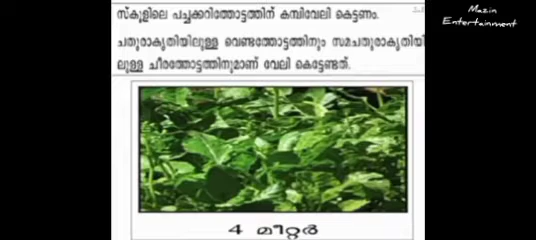 Mazin
Entertainment
സ്കൂളിലെ പച്ചക്കറിത്തോട്ടത്തിന് കമ്പിവേലി കെട്ടണം.
ചതുരാകൃതിയിലുള്ള വെണ്ടത്തോട്ടത്തിനും സമചതുരാകൃതിയി
ലുള്ള ചീരത്തോട്ടത്തിനുമാണ് വേലി കെട്ടേണ്ടത്.
4 മീറ്റർ